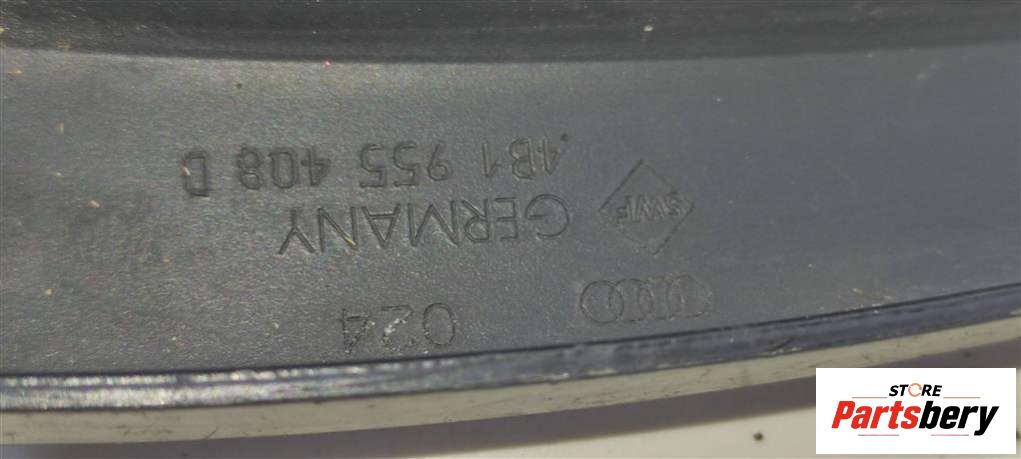 024
GERMANY
SWF
4B1 955 408 D
STORE
Partsbery